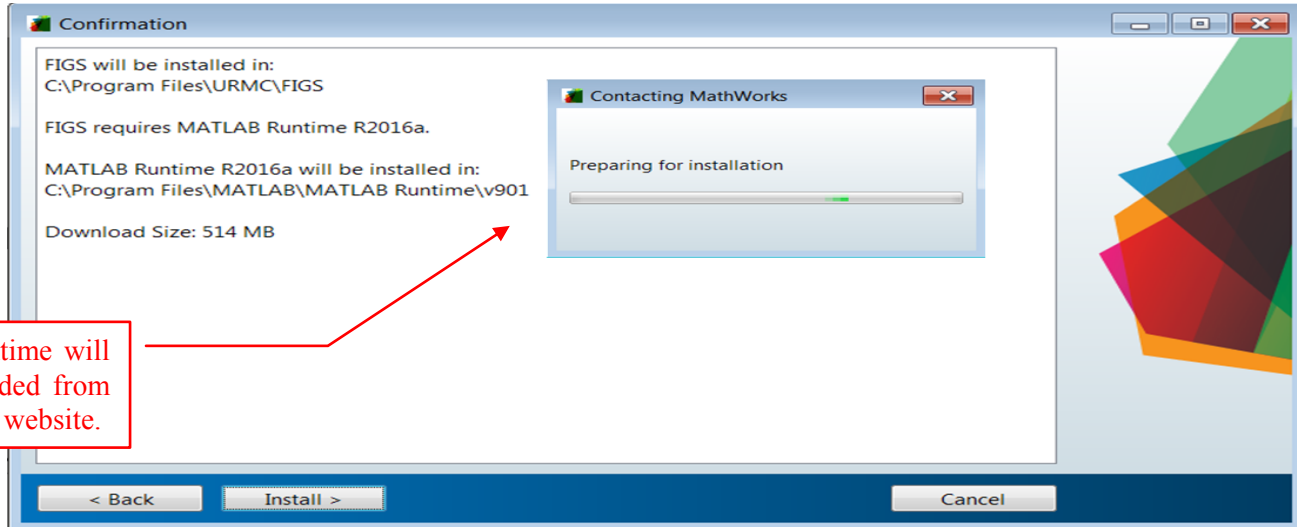 Confirmation
FIGS will be installed in:
C:\Program Files\URMC\FIGS
FIGS requires MATLAB Runtime R2016a.
MATLAB Runtime R2016a will be installed in:
C:\Program Files\MATLAB\MATLAB Runtime\v901
Download Size: 514 MB
Contacting MathWorks
Preparing for installation
time will
ded from
website.
< Back
Install >
Cancel